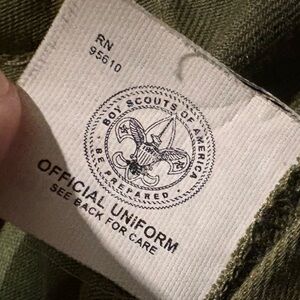 RN
95610
BOY SCOUTS OF AMERICA
BE PREPARED
OFFICIAL UNIFORM
SEE BACK FOR CARE